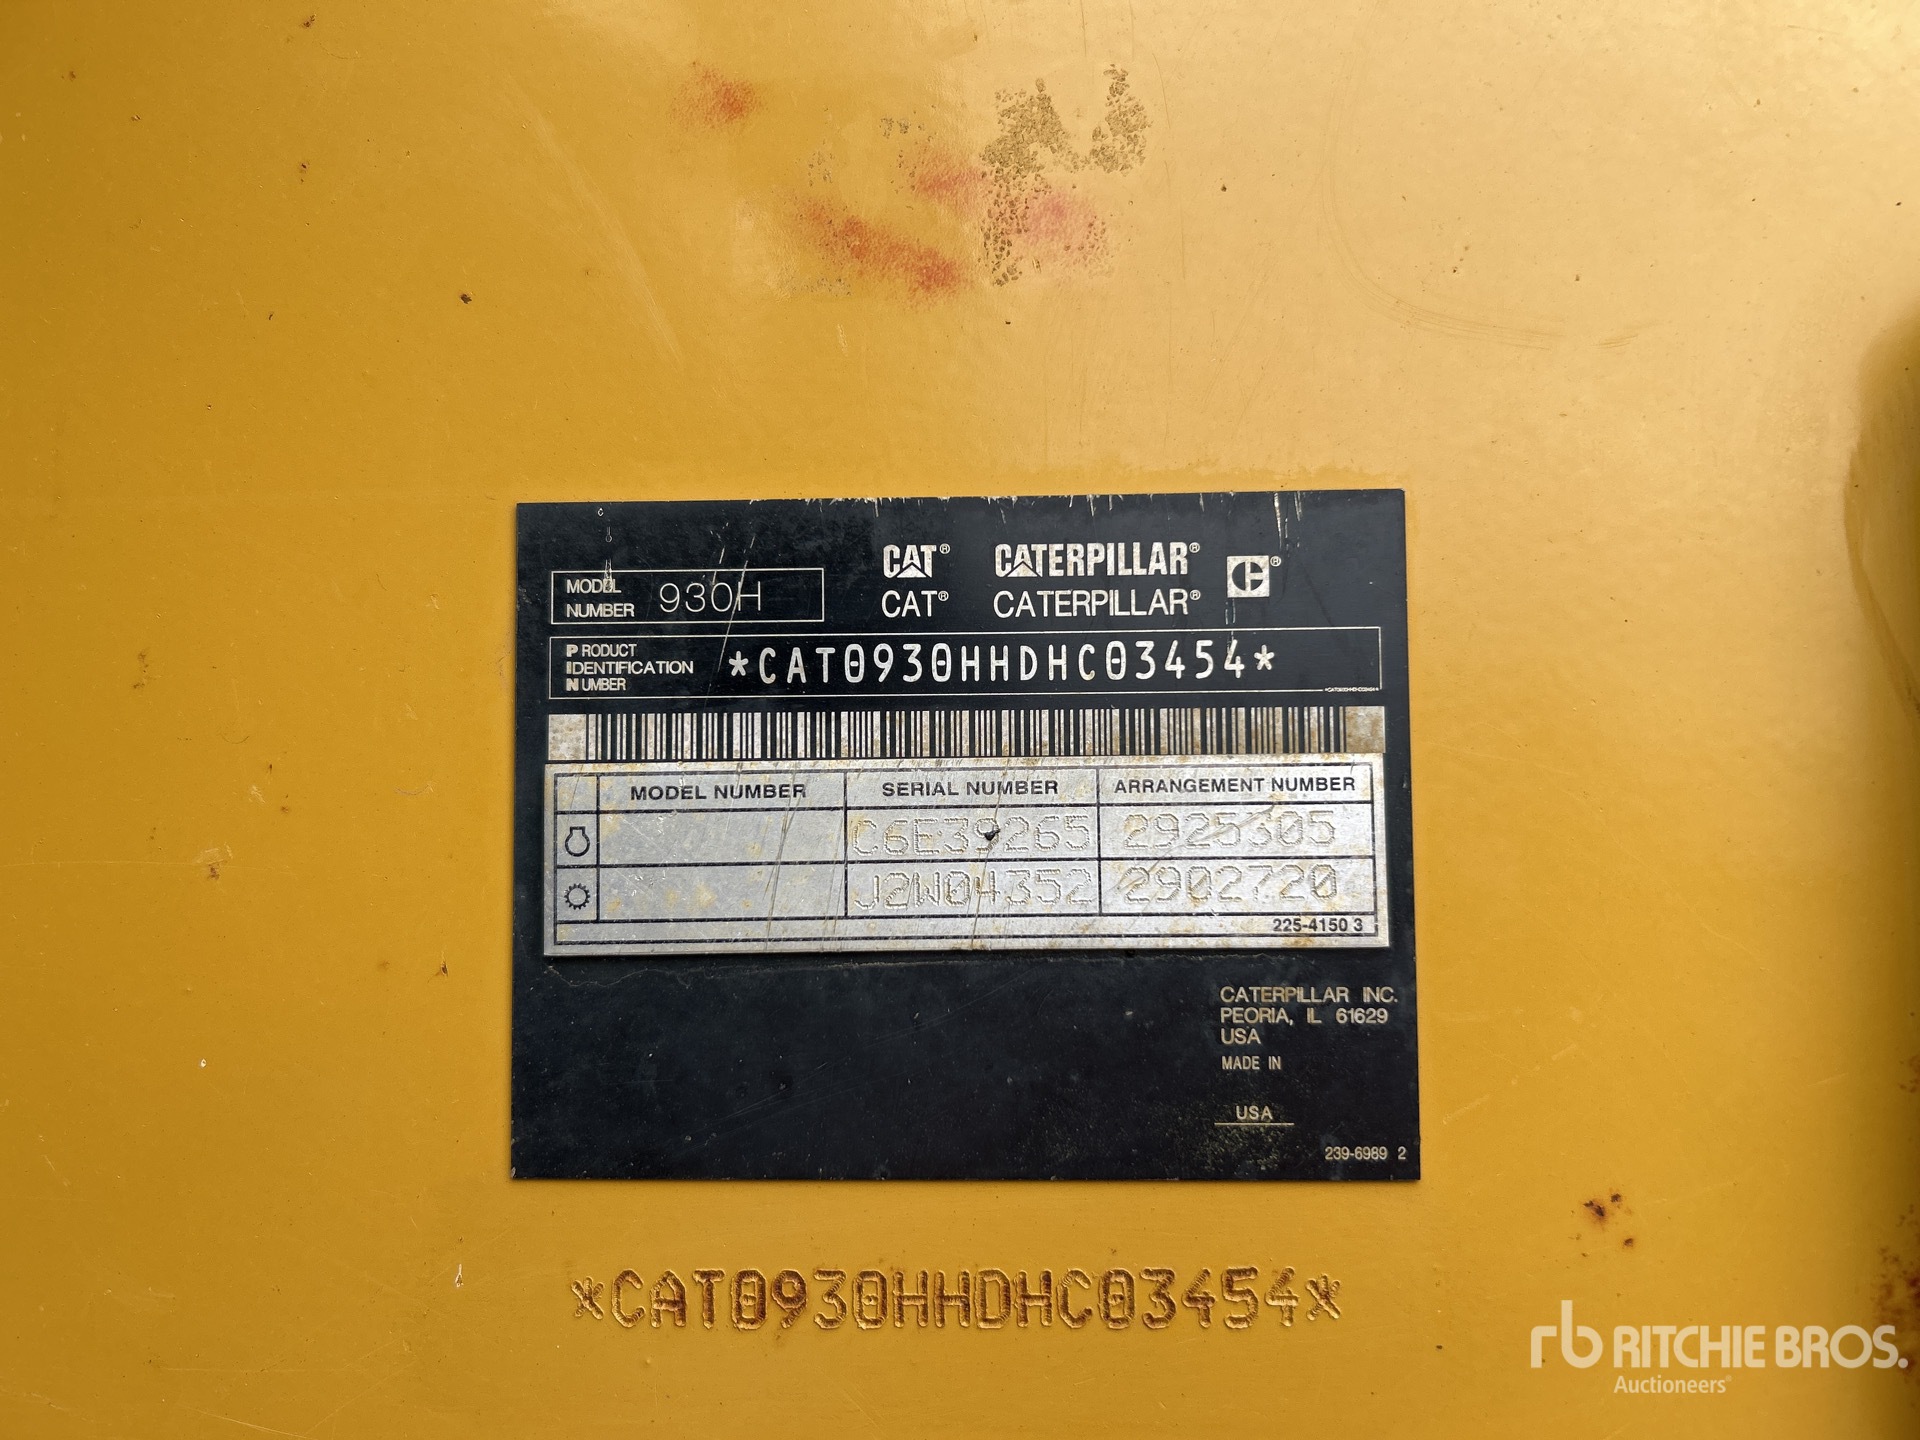 CAT® CATERPILLAR® C®
MODEL NUMBER 930H CAT® CATERPILLAR®
PRODUCT IDENTIFICATION NUMBER *CAT0930HHDHC03454*
MODEL NUMBER SERIAL NUMBER ARRANGEMENT NUMBER
C6E39265 2925305
J2W04352 2902720
225-4150 3
CATERPILLAR INC.
PEORIA, IL 61629
USA
MADE IN
USA
239-6989 2
*CAT0930HHDHC03454*
rb RITCHIE BROS.
Auctioneers®